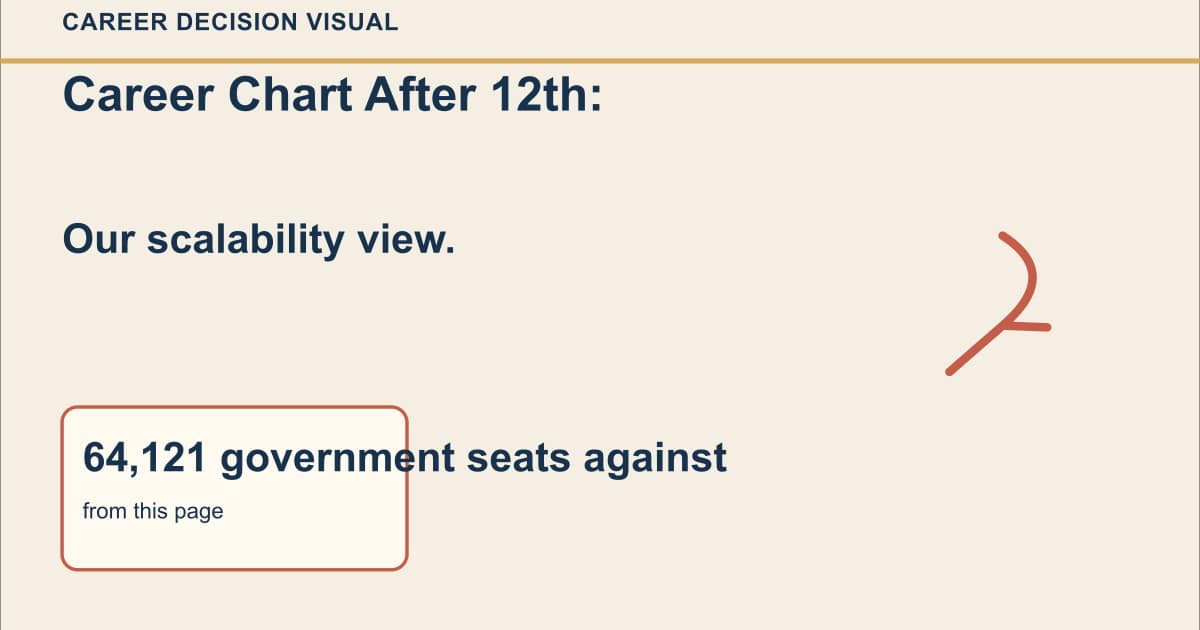 CAREER DECISION VISUAL
Career Chart After 12th:
Our scalability view.
64,121 government seats against
from this page